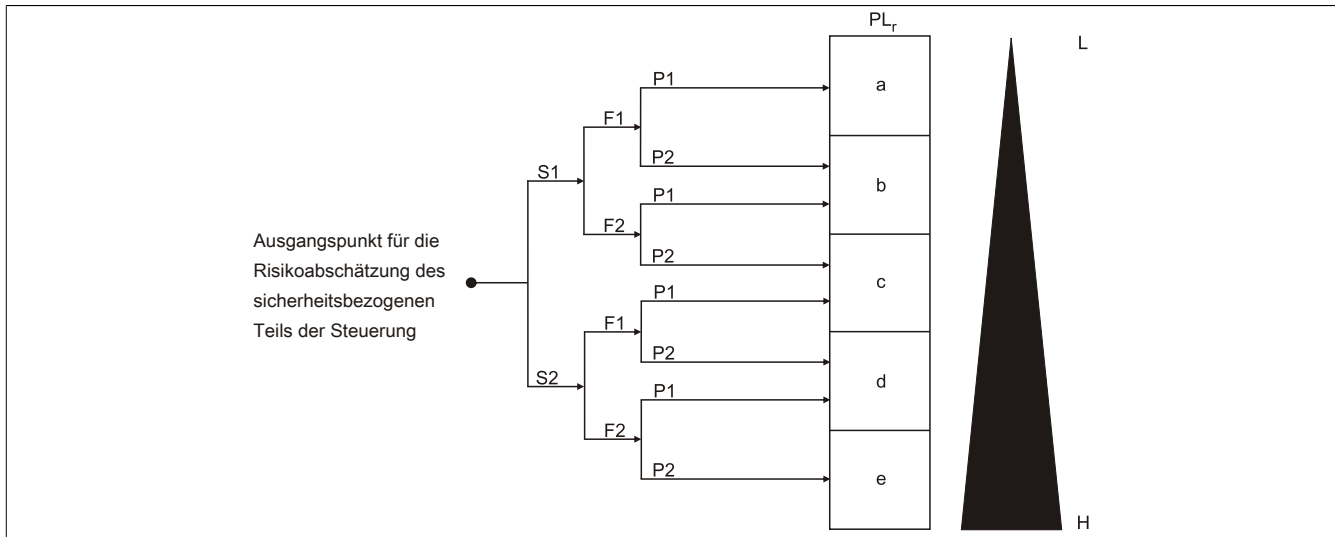 PLr
L
P1
a
F1
P2
S1
b
P1
F2
Ausgangspunkt für die
Risikoabschätzung des
sicherheitsbezogenen
Teils der Steuerung
P2
c
P1
F1
P2
S2
d
P1
F2
P2
e
H